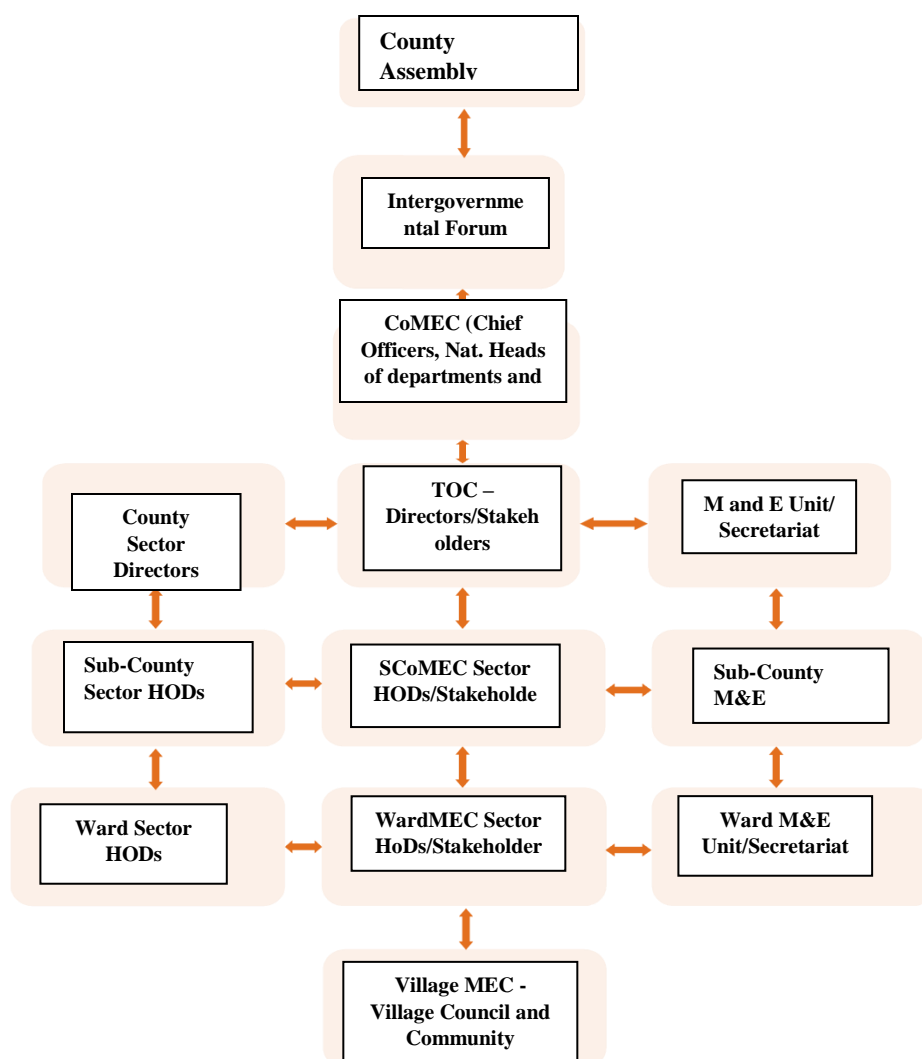 County
Assembly
Intergovernme
ntal Forum
CoMEC (Chief
Officers, Nat. Heads
of departments and
TOC –
Directors/Stakeh
olders
County
Sector
Directors
M and E Unit/
Secretariat
Sub-County
Sector HODs
SCoMEC Sector
HODs/Stakeholde
Sub-County
M&E
Ward Sector
HODs
WardMEC Sector
HoDs/Stakeholder
Ward M&E
Unit/Secretariat
Village MEC -
Village Council and
Community